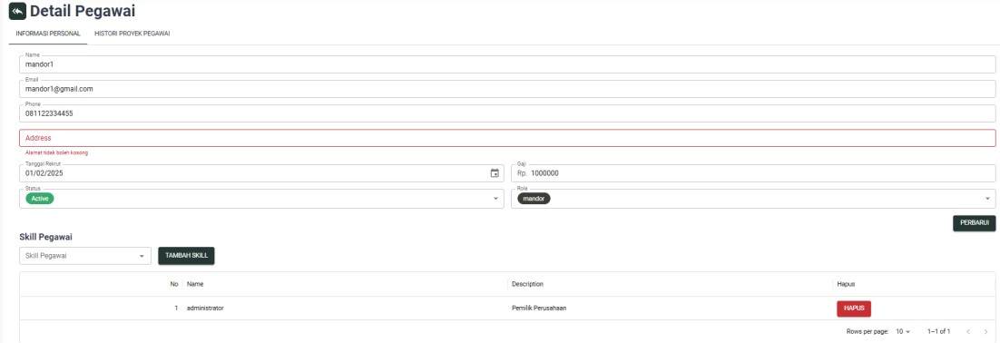 Detail Pegawai
INFORMASI PERSONAL HISTORI PROYEK PEGAWAI
Name
mandor1
Email
mandor1@gmail.com
Phone
081122334455
Address
Alamat tidak boleh kosong
Tanggal Rekrut
01/02/2025
Gaji
Rp. 1000000
Status
Active
Role
mandor
PERBARUI
Skill Pegawai
Skill Pegawai TAMBAH SKILL
No Name Description Hapus
1 administrator Pemilik Perusahaan HAPUS
Rows per page: 10 1–1 of 1